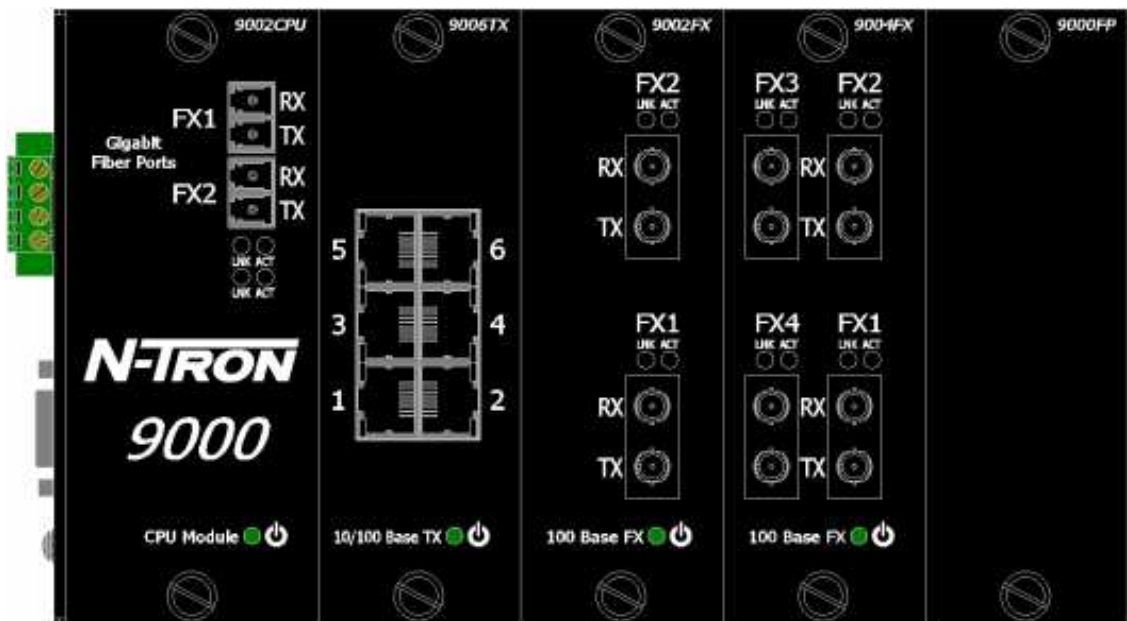 9002CPU
FX1
RX
TX
Gigabit
Fiber Ports
FX2
RX
TX
LNK ACT
LNK ACT
N-TRON
9000
CPU Module
9006TX
5 6
3 4
1 2
10/100 Base TX
9002FX
FX2
LNK ACT
RX
TX
FX1
LNK ACT
RX
TX
100 Base FX
9004FX
FX3 FX2
LNK ACT LNK ACT
RX
TX
FX4 FX1
LNK ACT LNK ACT
RX
TX
100 Base FX
9000FP